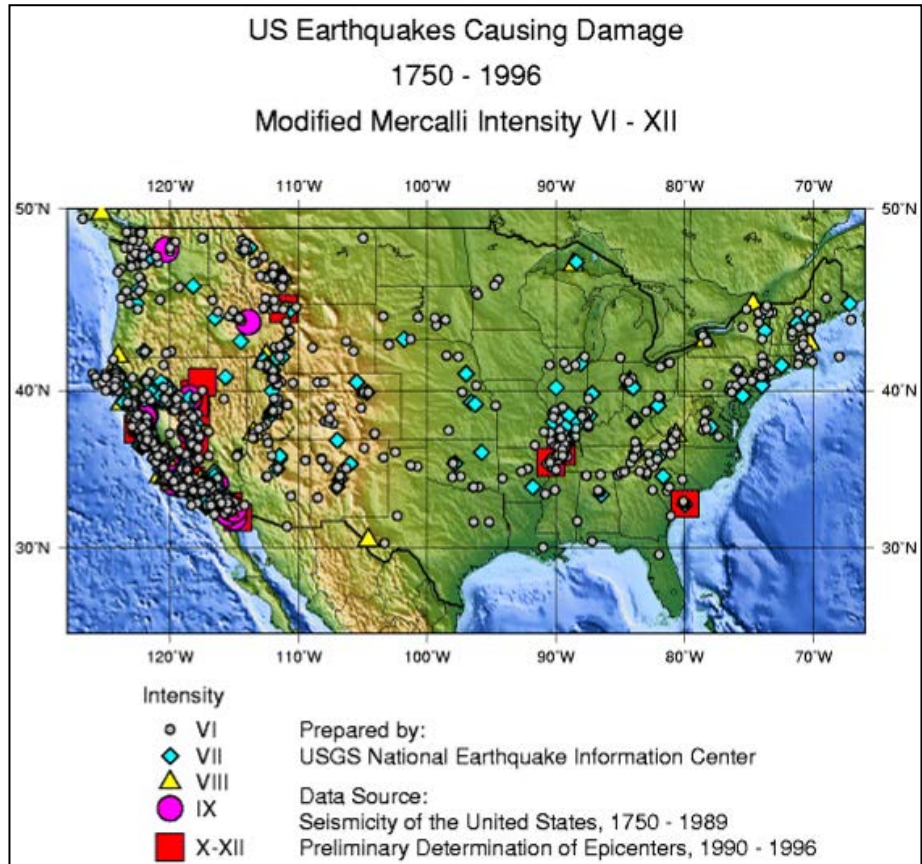 US Earthquakes Causing Damage
1750 - 1996
Modified Mercalli Intensity VI - XII
120°W 110°W 100°W 90°W 80°W 70°W
50°N 50°N
40°N 40°N
30°N 30°N
120°W 110°W 100°W 90°W 80°W 70°W
Intensity
VI
VII
VIII
IX
X-XII
Prepared by:
USGS National Earthquake Information Center
Data Source:
Seismicity of the United States, 1750 - 1989
Preliminary Determination of Epicenters, 1990 - 1996